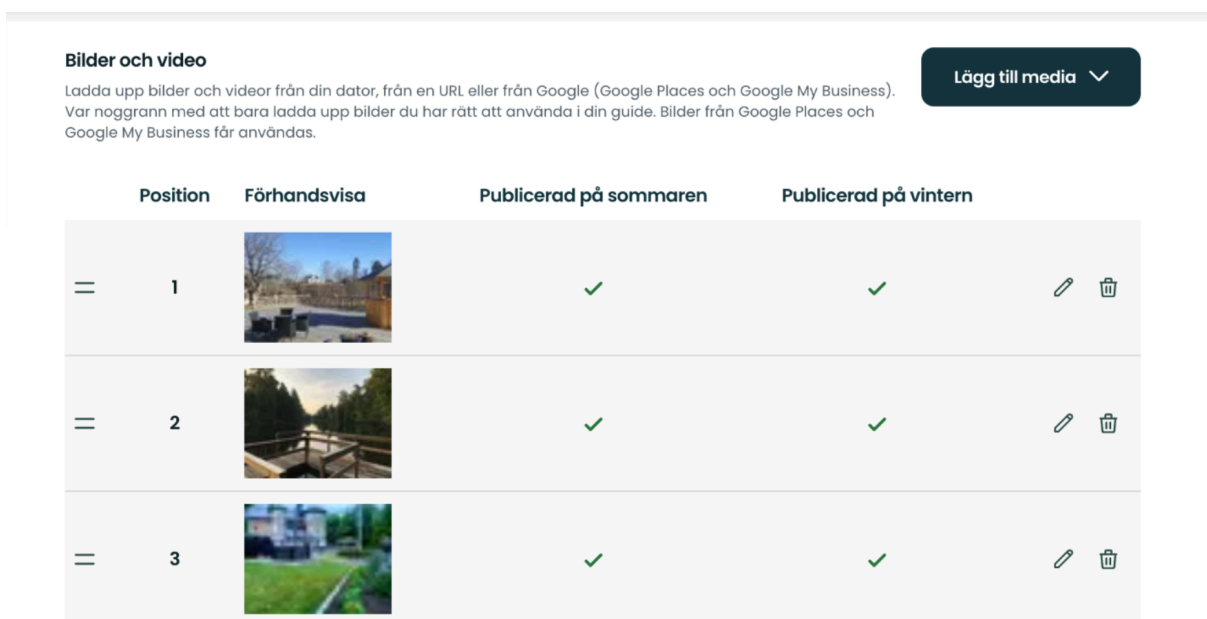 Bilder och video
Lägg till media
Ladda upp bilder och videor från din dator, från en URL eller från Google (Google Places och Google My Business).
Var noggrann med att bara ladda upp bilder du har rätt att använda i din guide. Bilder från Google Places och
Google My Business får användas.
Position Förhandsvisa Publicerad på sommaren Publicerad på vintern
1
2
3